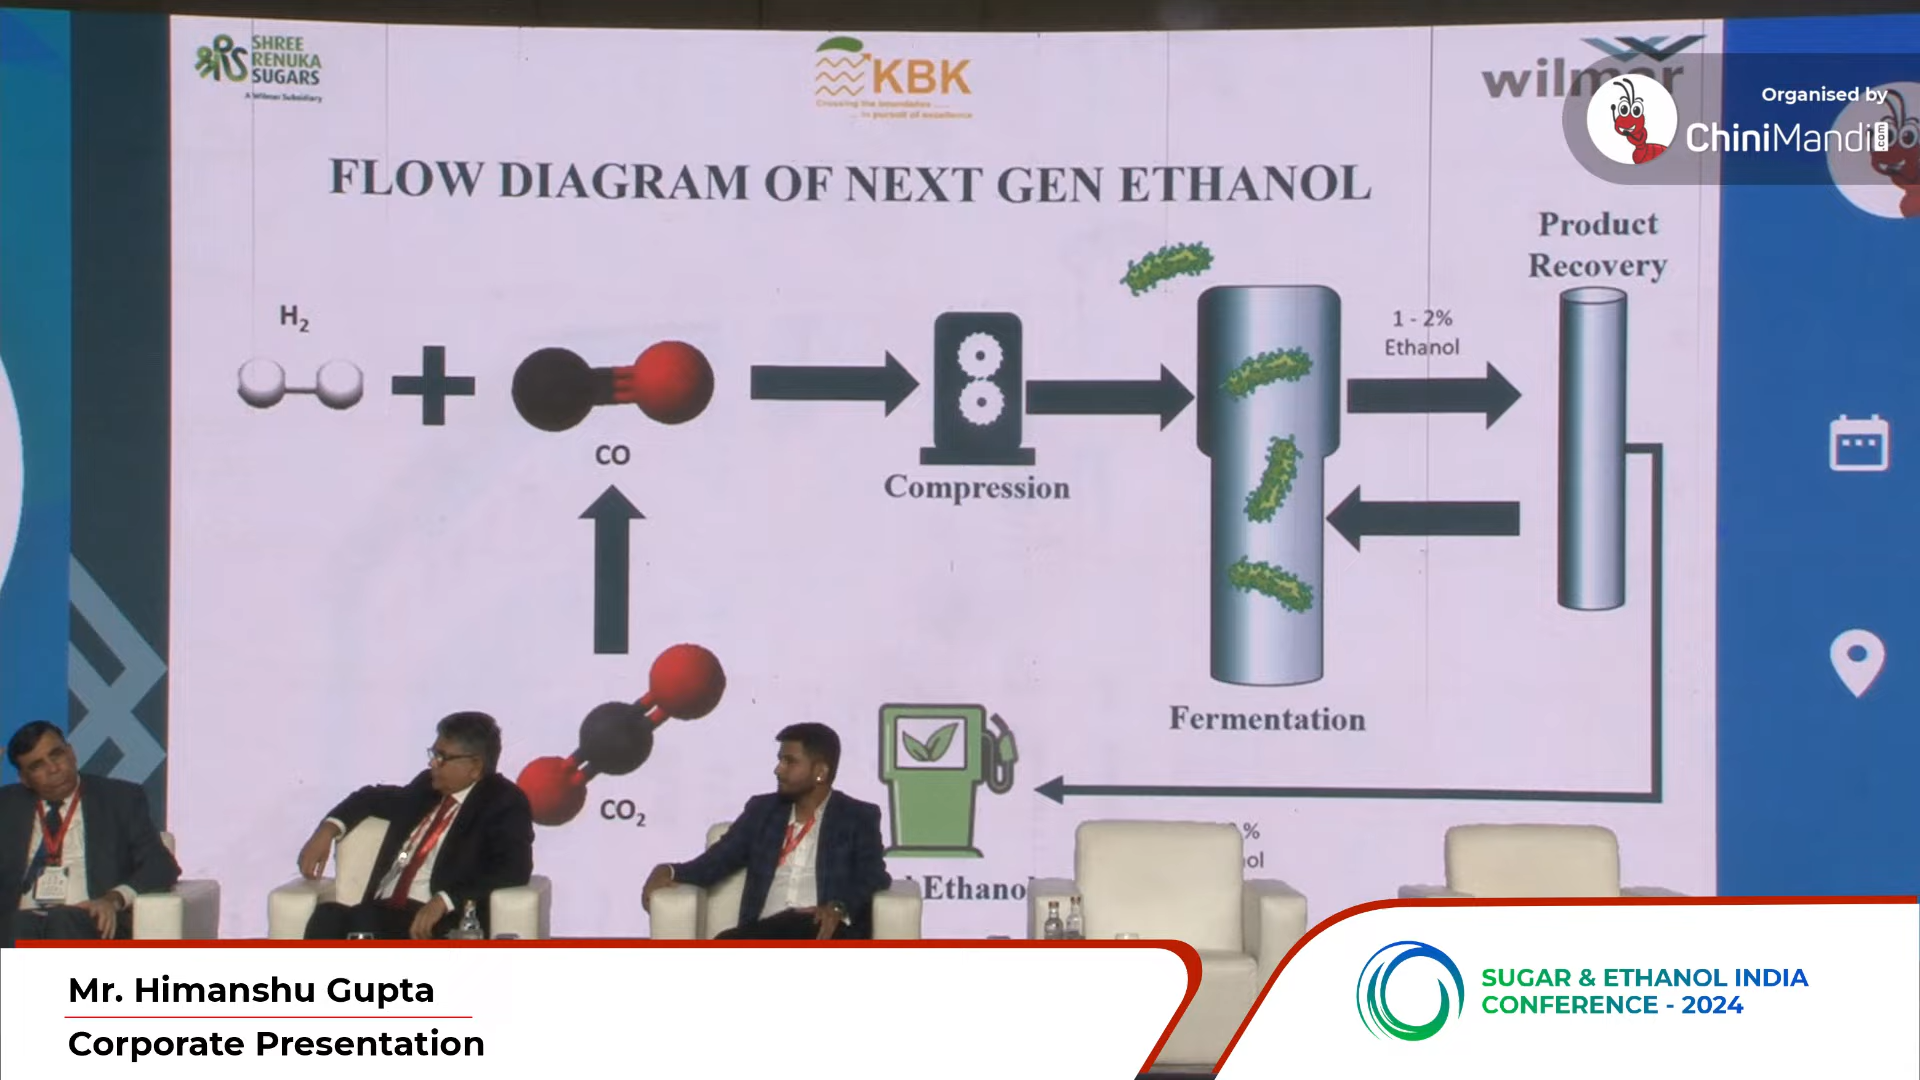 SHREE
RENUKA
SUGARS
A Wilmar Subsidiary
KBK
Crossing the boundaries .....
... in pursuit of excellence
wilmar
Organised by
ChiniMandi.com
FLOW DIAGRAM OF NEXT GEN ETHANOL
Product
Recovery
H₂
1 - 2%
Ethanol
CO
Compression
Fermentation
CO₂
%
Ethanol
Mr. Himanshu Gupta
Corporate Presentation
SUGAR & ETHANOL INDIA
CONFERENCE - 2024